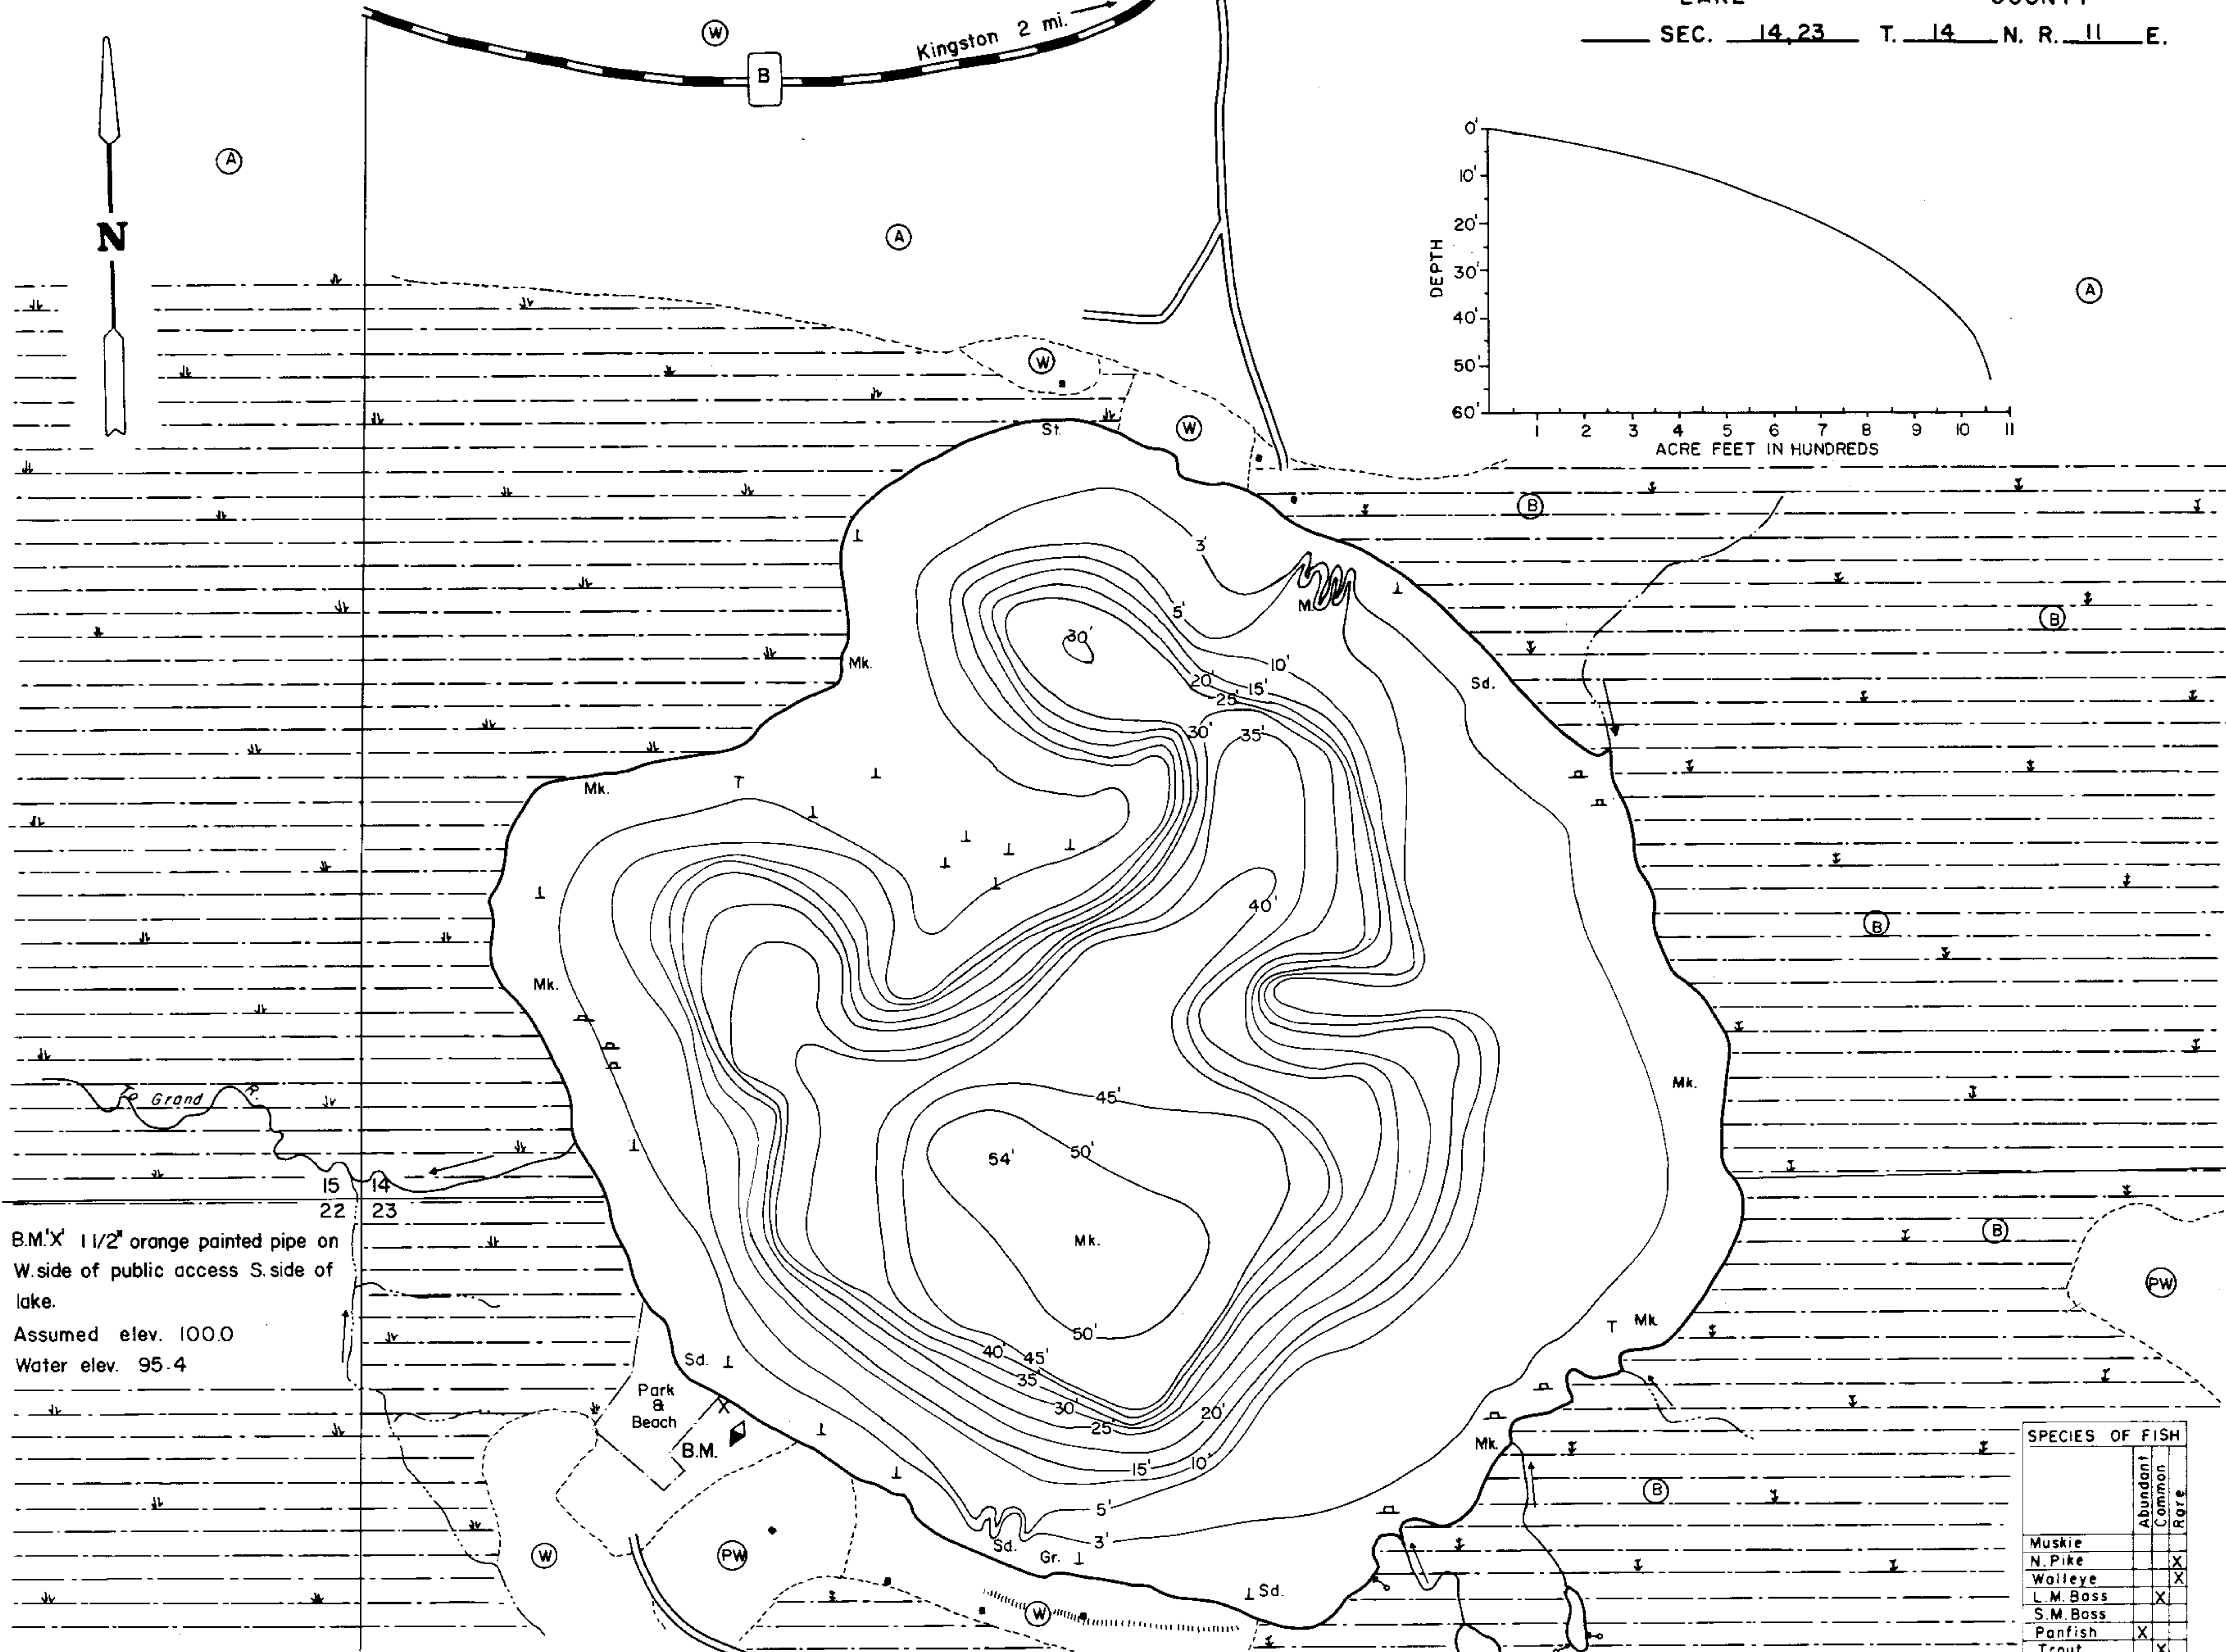 LAKE COUNTY
SEC. 14,23 T. 14 N. R. 11 E.
Kingston 2 mi.
W
B
A
N
A
A
0'
10'
20'
30'
40'
50'
60'
DEPTH
1 2 3 4 5 6 7 8 9 10 11
ACRE FEET IN HUNDREDS
W
W
St.
B
3'
5'
M.
B
30'
Mk.
10'
20'
15'
25'
Sd.
30'
35'
Mk.
T
40'
B
Mk.
Mk.
To Grand R.
45'
54'
50'
15 14
22 23
Mk.
B
PW
B.M.'X' 1 1/2" orange painted pipe on
W. side of public access S. side of
lake.
Assumed elev. 100.0
Water elev. 95.4
50'
T Mk.
40'
45'
35'
30'
25'
20'
15'
10'
Sd.
Park
&
Beach
X
B.M.
Mk.
B
5'
3'
Sd.
Gr.
Sd.
W
PW
W
SPECIES OF FISH
Abundant
Common
Rare
Muskie
N. Pike X
Walleye X
L.M. Bass X
S.M. Bass
Panfish X
Trout X